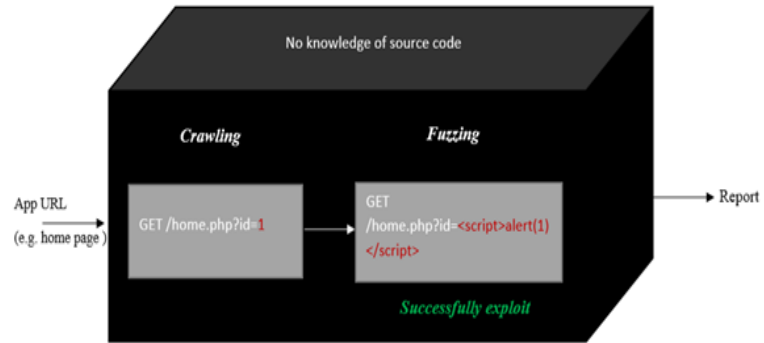 No knowledge of source code
Crawling
Fuzzing
App URL
(e.g. home page )
GET /home.php?id=1
GET
/home.php?id=<script>alert(1)
</script>
Successfully exploit
Report